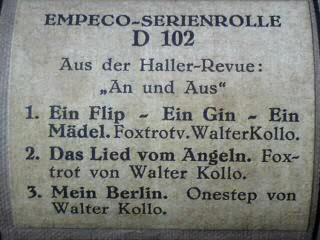 EMPECO-SERIENROLLE
D 102
Aus der Haller-Revue:
„An und Aus“
1. Ein Flip - Ein Gin - Ein
Mädel. Foxtrot v. Walter Kollo.
2. Das Lied vom Angeln. Fox-
trot von Walter Kollo.
3. Mein Berlin. Onestep von
Walter Kollo.